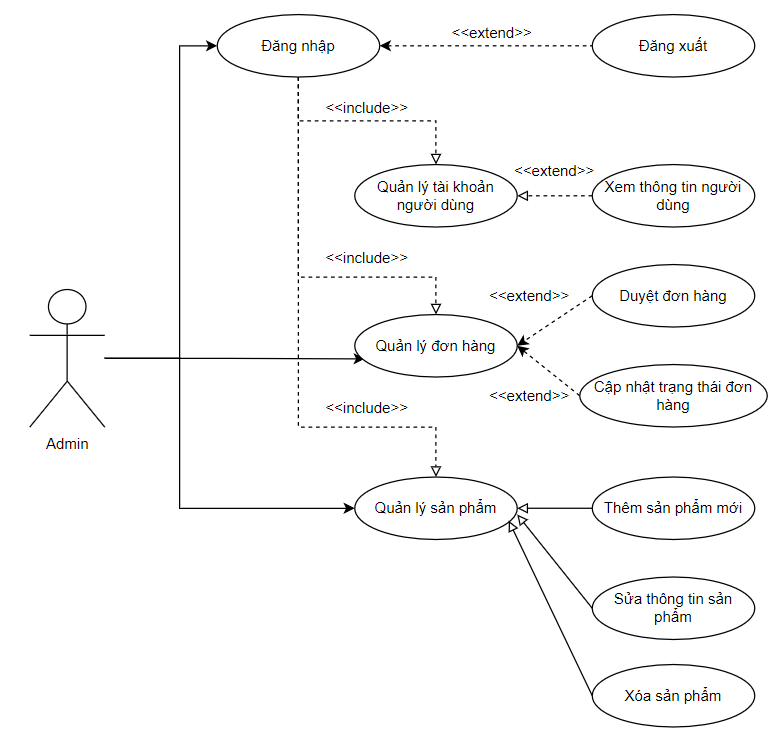 Đăng nhập
<<extend>>
Đăng xuất
<<include>>
Quản lý tài khoản
người dùng
<<extend>>
Xem thông tin người
dùng
<<include>>
Quản lý đơn hàng
<<extend>>
Duyệt đơn hàng
<<extend>>
Cập nhật trạng thái đơn
hàng
Admin
<<include>>
Quản lý sản phẩm
Thêm sản phẩm mới
Sửa thông tin sản
phẩm
Xóa sản phẩm